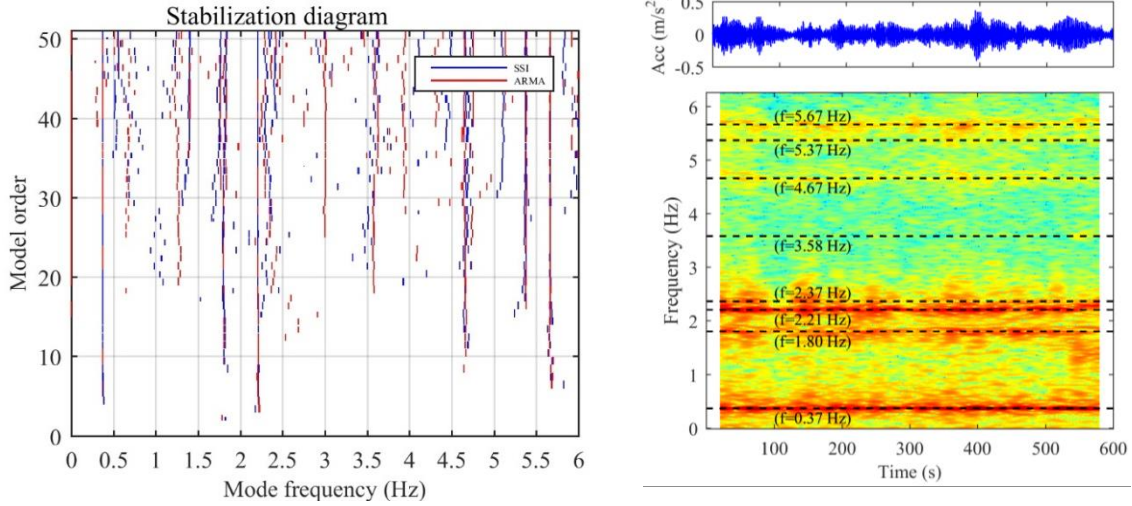 Stabilization diagram
50
40
30
20
10
0
Model order
SSI
ARMA
0 0.5 1 1.5 2 2.5 3 3.5 4 4.5 5 5.5 6
Mode frequency (Hz)
0.5
0
-0.5
Acc (m/s²)
6
5
4
3
2
1
0
Frequency (Hz)
(f=5.67 Hz)
(f=5.37 Hz)
(f=4.67 Hz)
(f=3.58 Hz)
(f=2.37 Hz)
(f=2.21 Hz)
(f=1.80 Hz)
(f=0.37 Hz)
100 200 300 400 500 600
Time (s)